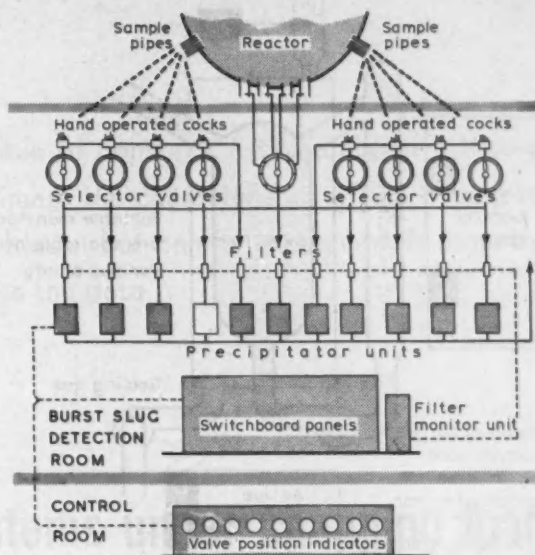 Sample
pipes
Reactor
Sample
pipes
Hand operated cocks
Hand operated cocks
Selector valves
Selector valves
Filters
Precipitator units
BURST SLUG
DETECTION
ROOM
Switchboard panels
Filter
monitor unit
CONTROL
ROOM
Valve position indicators